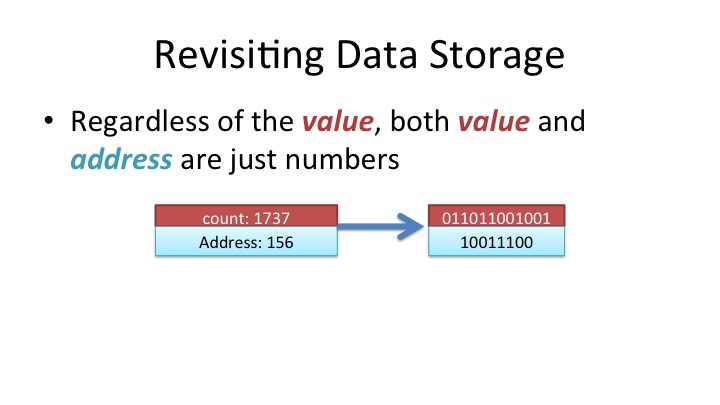 Revisiting Data Storage
• Regardless of the value, both value and
address are just numbers
count: 1737
Address: 156
011011001001
10011100